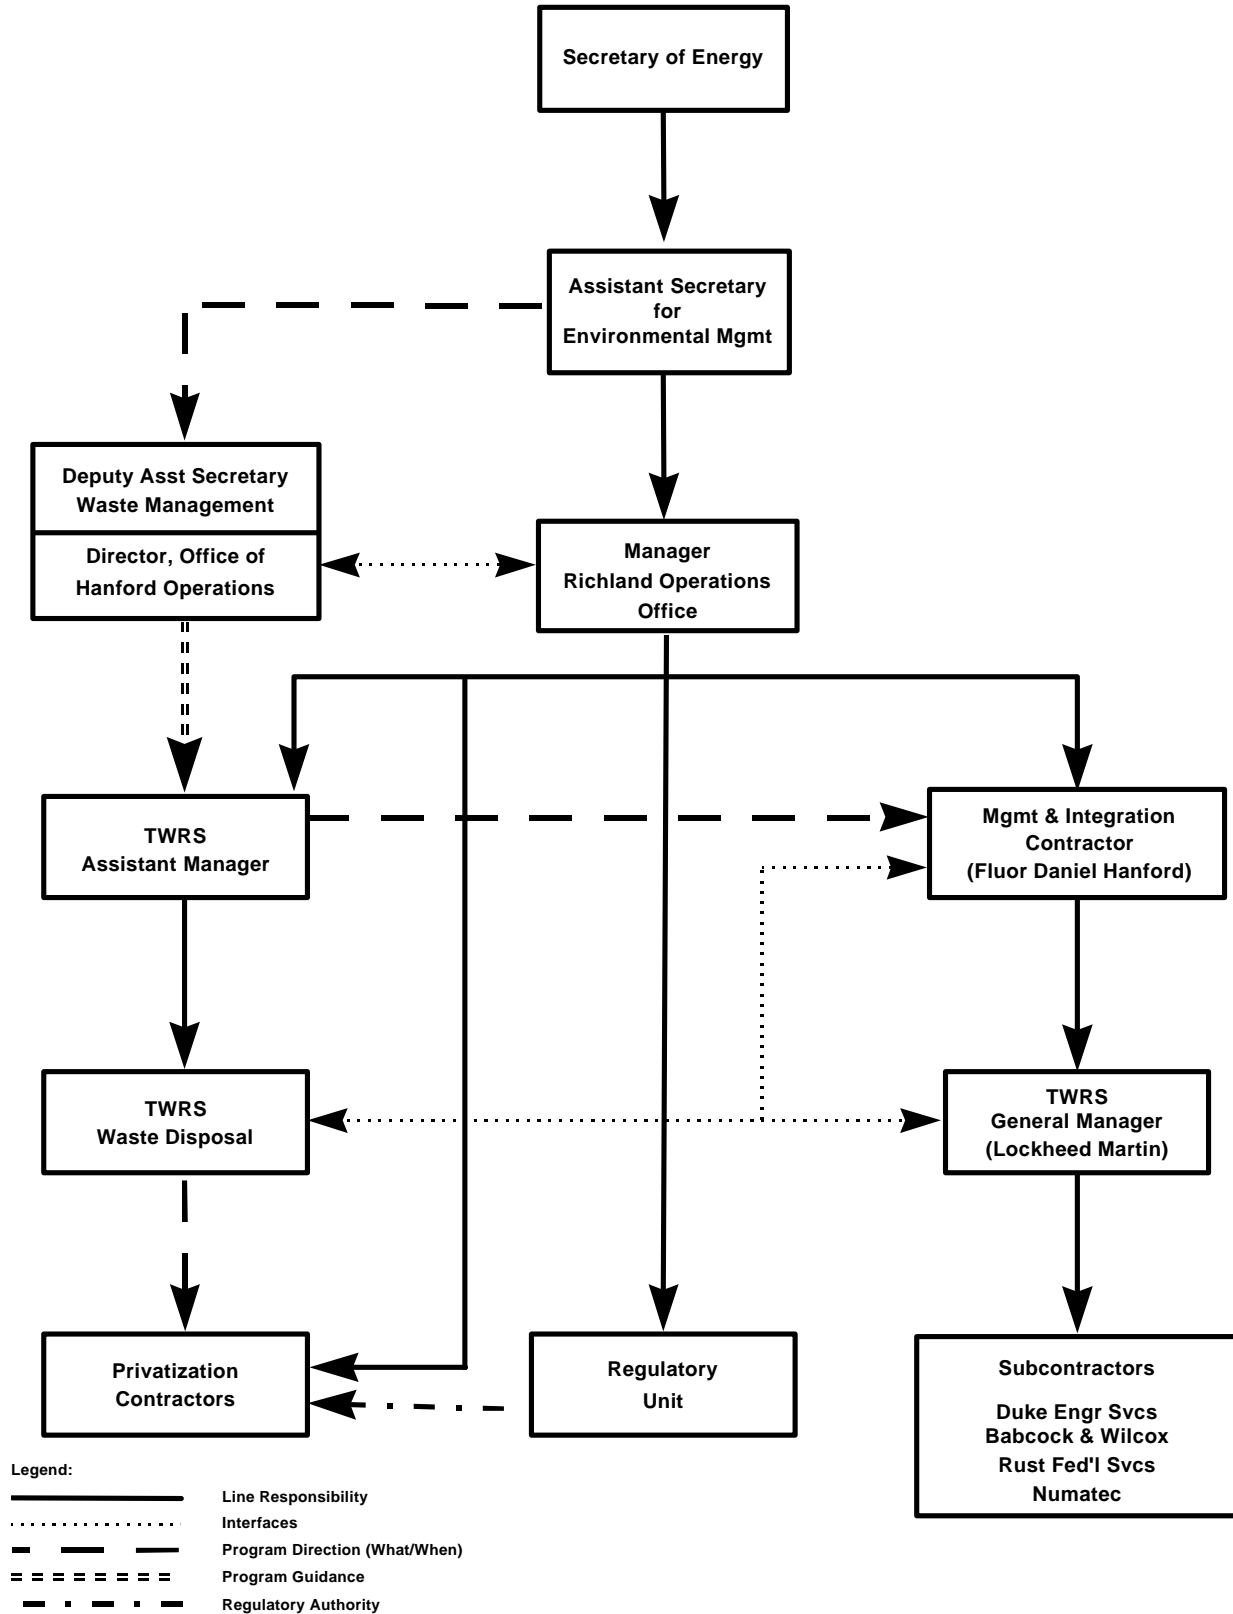 Secretary of Energy
Assistant Secretary
for
Environmental Mgmt
Deputy Asst Secretary
Waste Management
Director, Office of
Hanford Operations
Manager
Richland Operations
Office
TWRS
Assistant Manager
Mgmt & Integration
Contractor
(Fluor Daniel Hanford)
TWRS
Waste Disposal
TWRS
General Manager
(Lockheed Martin)
Privatization
Contractors
Regulatory
Unit
Subcontractors
Duke Engr Svcs
Babcock & Wilcox
Rust Fed'l Svcs
Numatec
Legend:
Line Responsibility
Interfaces
Program Direction (What/When)
Program Guidance
Regulatory Authority